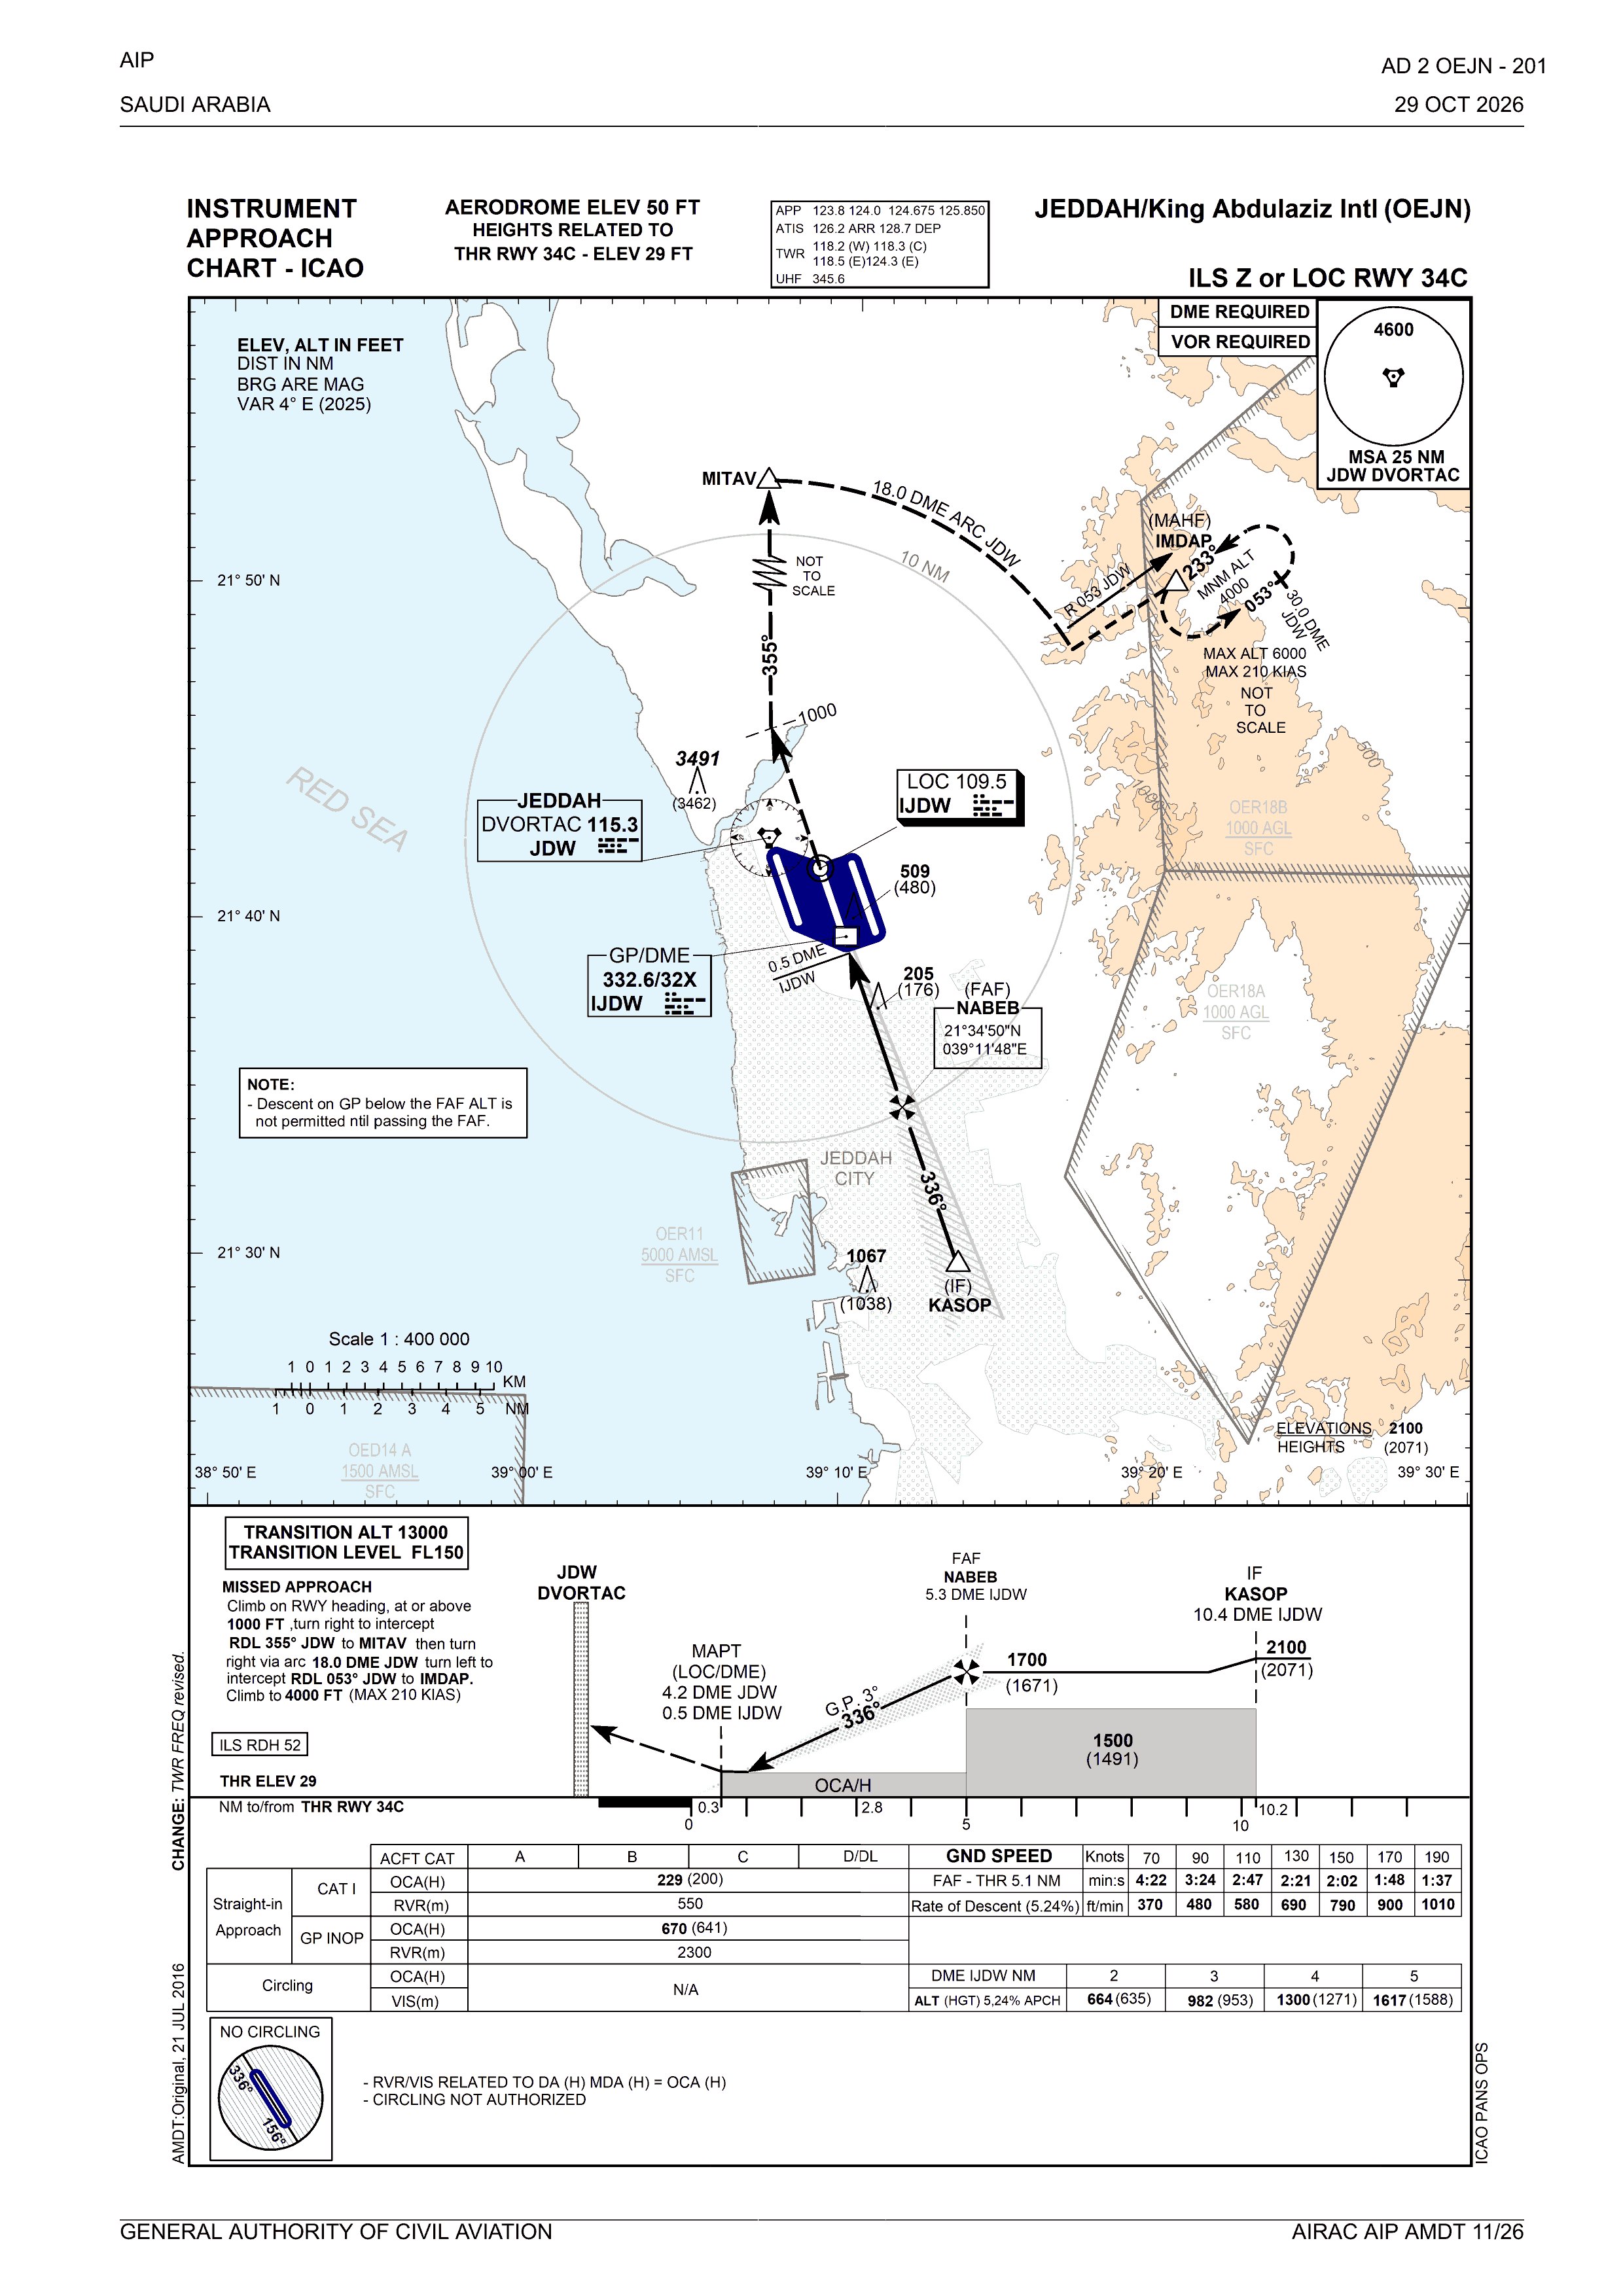 AIP
AD 2 OEJN - 201
SAUDI ARABIA
29 OCT 2026
INSTRUMENT
APPROACH
CHART - ICAO
AERODROME ELEV 50 FT
HEIGHTS RELATED TO
THR RWY 34C - ELEV 29 FT
APP 123.8 124.0 124.675 125.850
ATIS 126.2 ARR 128.7 DEP
TWR 118.2 (W) 118.3 (C)
118.5 (E)124.3 (E)
UHF 345.6
JEDDAH/King Abdulaziz Intl (OEJN)
ILS Z or LOC RWY 34C
DME REQUIRED
VOR REQUIRED
4600
MSA 25 NM
JDW DVORTAC
ELEV, ALT IN FEET
DIST IN NM
BRG ARE MAG
VAR 4° E (2025)
MITAV
18.0 DME ARC JDW
10 NM
NOT
TO
SCALE
(MAHF)
IMDAP
233°
R 053 JDW
MNM ALT
4000
053°
30.0 DME
JDW
MAX ALT 6000
MAX 210 KIAS
NOT
TO
SCALE
21° 50' N
355°
1000
3491
(3462)
500
1000
RED SEA
JEDDAH
DVORTAC 115.3
JDW
LOC 109.5
IJDW
OER18B
1000 AGL
SFC
509
(480)
21° 40' N
GP/DME
332.6/32X
IJDW
0.5 DME
IJDW
205
(176)
(FAF)
NABEB
21°34'50"N
039°11'48"E
OER18A
1000 AGL
SFC
NOTE:
- Descent on GP below the FAF ALT is
not permitted ntil passing the FAF.
JEDDAH
CITY
336°
OER11
5000 AMSL
SFC
21° 30' N
1067
(1038)
(IF)
KASOP
Scale 1 : 400 000
1 0 1 2 3 4 5 6 7 8 9 10
KM
1 0 1 2 3 4 5 NM
OED14 A
1500 AMSL
SFC
ELEVATIONS 2100
HEIGHTS (2071)
38° 50' E
39° 00' E
39° 10' E
39° 20' E
39° 30' E
TRANSITION ALT 13000
TRANSITION LEVEL FL150
MISSED APPROACH
Climb on RWY heading, at or above
1000 FT ,turn right to intercept
RDL 355° JDW to MITAV then turn
right via arc 18.0 DME JDW turn left to
intercept RDL 053° JDW to IMDAP.
Climb to 4000 FT (MAX 210 KIAS)
ILS RDH 52
THR ELEV 29
NM to/from THR RWY 34C
JDW
DVORTAC
MAPT
(LOC/DME)
4.2 DME JDW
0.5 DME IJDW
FAF
NABEB
5.3 DME IJDW
IF
KASOP
10.4 DME IJDW
G.P. 3°
336°
1700
(1671)
2100
(2071)
1500
(1491)
OCA/H
0.3
2.8
10.2
0
5
10
ACFT CAT A B C D/DL
Straight-in
Approach
CAT I
OCA(H) 229 (200)
RVR(m) 550
GP INOP
OCA(H) 670 (641)
RVR(m) 2300
Circling
OCA(H)
VIS(m)
N/A
GND SPEED Knots 70 90 110 130 150 170 190
FAF - THR 5.1 NM min:s 4:22 3:24 2:47 2:21 2:02 1:48 1:37
Rate of Descent (5.24%) ft/min 370 480 580 690 790 900 1010
DME IJDW NM 2 3 4 5
ALT (HGT) 5,24% APCH 664 (635) 982 (953) 1300 (1271) 1617 (1588)
NO CIRCLING
336°
156°
- RVR/VIS RELATED TO DA (H) MDA (H) = OCA (H)
- CIRCLING NOT AUTHORIZED
CHANGE: TWR FREQ revised.
AMDT:Original, 21 JUL 2016
ICAO PANS OPS
GENERAL AUTHORITY OF CIVIL AVIATION
AIRAC AIP AMDT 11/26